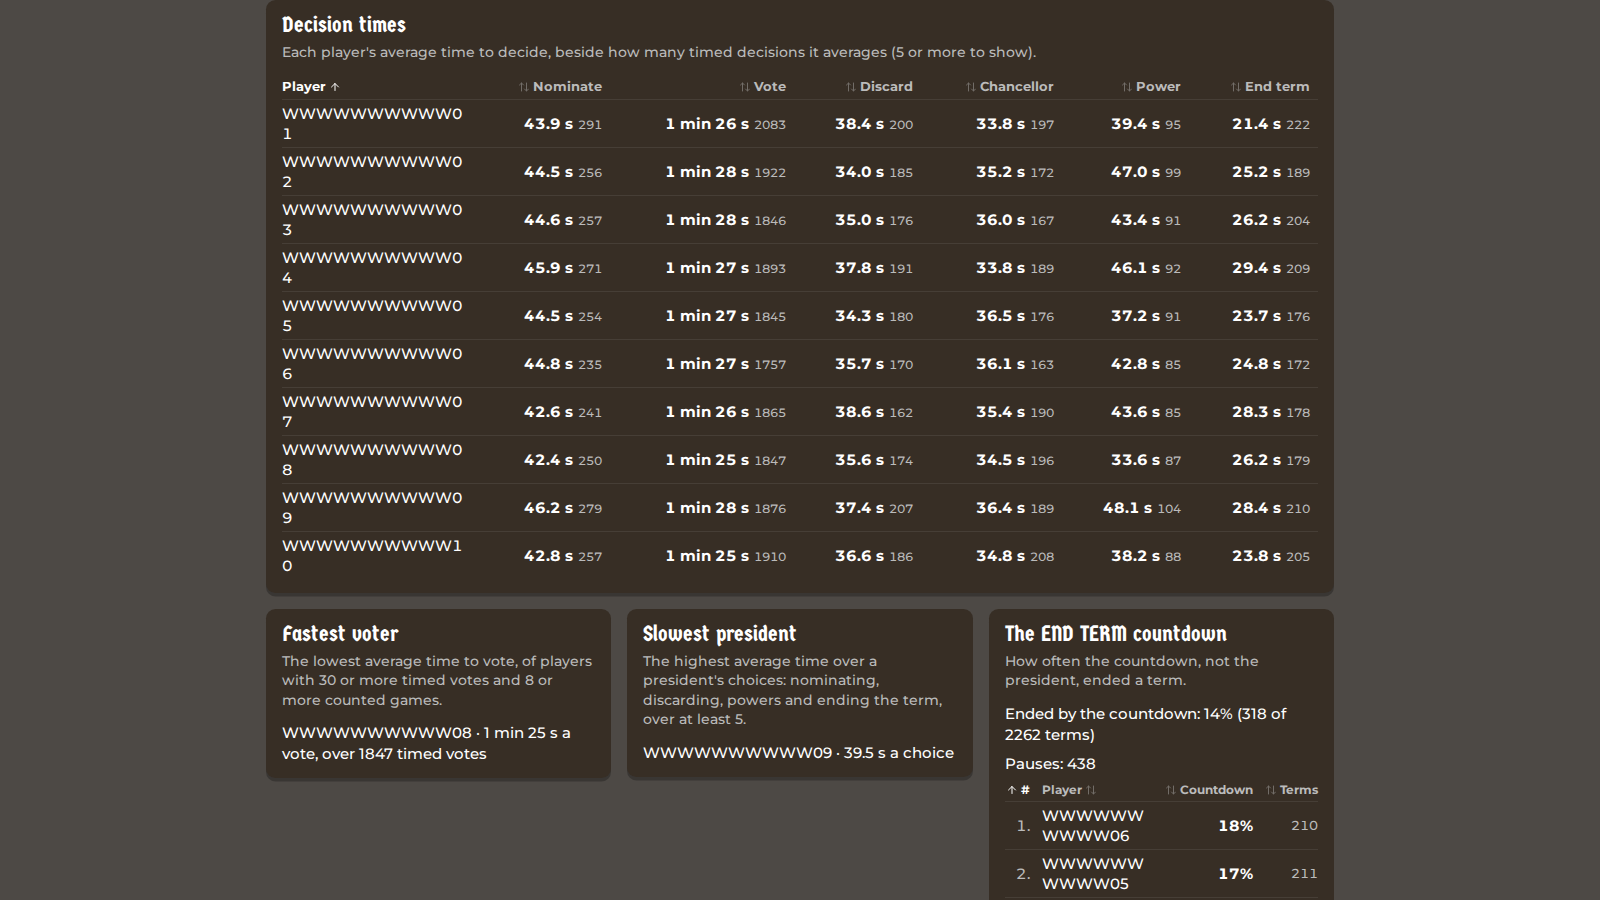 Decision times
Each player's average time to decide, beside how many timed decisions it averages (5 or more to show).
Player ↑ ↑↓ Nominate ↑↓ Vote ↑↓ Discard ↑↓ Chancellor ↑↓ Power ↑↓ End term
WWWWWWWWWW0
1 43.9 s 291 1 min 26 s 2083 38.4 s 200 33.8 s 197 39.4 s 95 21.4 s 222
WWWWWWWWWW0
2 44.5 s 256 1 min 28 s 1922 34.0 s 185 35.2 s 172 47.0 s 99 25.2 s 189
WWWWWWWWWW0
3 44.6 s 257 1 min 28 s 1846 35.0 s 176 36.0 s 167 43.4 s 91 26.2 s 204
WWWWWWWWWW0
4 45.9 s 271 1 min 27 s 1893 37.8 s 191 33.8 s 189 46.1 s 92 29.4 s 209
WWWWWWWWWW0
5 44.5 s 254 1 min 27 s 1845 34.3 s 180 36.5 s 176 37.2 s 91 23.7 s 176
WWWWWWWWWW0
6 44.8 s 235 1 min 27 s 1757 35.7 s 170 36.1 s 163 42.8 s 85 24.8 s 172
WWWWWWWWWW0
7 42.6 s 241 1 min 26 s 1865 38.6 s 162 35.4 s 190 43.6 s 85 28.3 s 178
WWWWWWWWWW0
8 42.4 s 250 1 min 25 s 1847 35.6 s 174 34.5 s 196 33.6 s 87 26.2 s 179
WWWWWWWWWW0
9 46.2 s 279 1 min 28 s 1876 37.4 s 207 36.4 s 189 48.1 s 104 28.4 s 210
WWWWWWWWWW1
0 42.8 s 257 1 min 25 s 1910 36.6 s 186 34.8 s 208 38.2 s 88 23.8 s 205
Fastest voter
The lowest average time to vote, of players
with 30 or more timed votes and 8 or
more counted games.
WWWWWWWWWW08 · 1 min 25 s a
vote, over 1847 timed votes
Slowest president
The highest average time over a
president's choices: nominating,
discarding, powers and ending the term,
over at least 5.
WWWWWWWWWW09 · 39.5 s a choice
The END TERM countdown
How often the countdown, not the
president, ended a term.
Ended by the countdown: 14% (318 of
2262 terms)
Pauses: 438
↑ # Player ↑↓ ↑↓ Countdown ↑↓ Terms
1. WWWWWW
WWWW06 18% 210
2. WWWWWW
WWWW05 17% 211